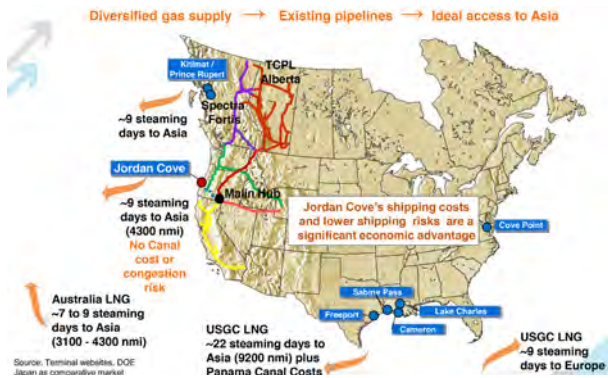 Diversified gas supply → Existing pipelines → Ideal access to Asia
Kitimat /
Prince Rupert
TCPL
Alberta
Spectra
Fortis
~9 steaming
days to Asia
Jordan Cove
Malin Hub
~9 steaming
days to Asia
(4300 nmi)
No Canal
cost or
congestion
risk
Jordan Cove's shipping costs
and lower shipping risks are a
significant economic advantage
Cove Point
Australia LNG
~7 to 9 steaming
days to Asia
(3100 - 4300 nmi)
Sabine Pass
Freeport
Lake Charles
Cameron
USGC LNG
~22 steaming days to
Asia (9200 nmi) plus
Panama Canal Costs
USGC LNG
~9 steaming
days to Europe
Source: Terminal websites, DOE
Japan as comparative market